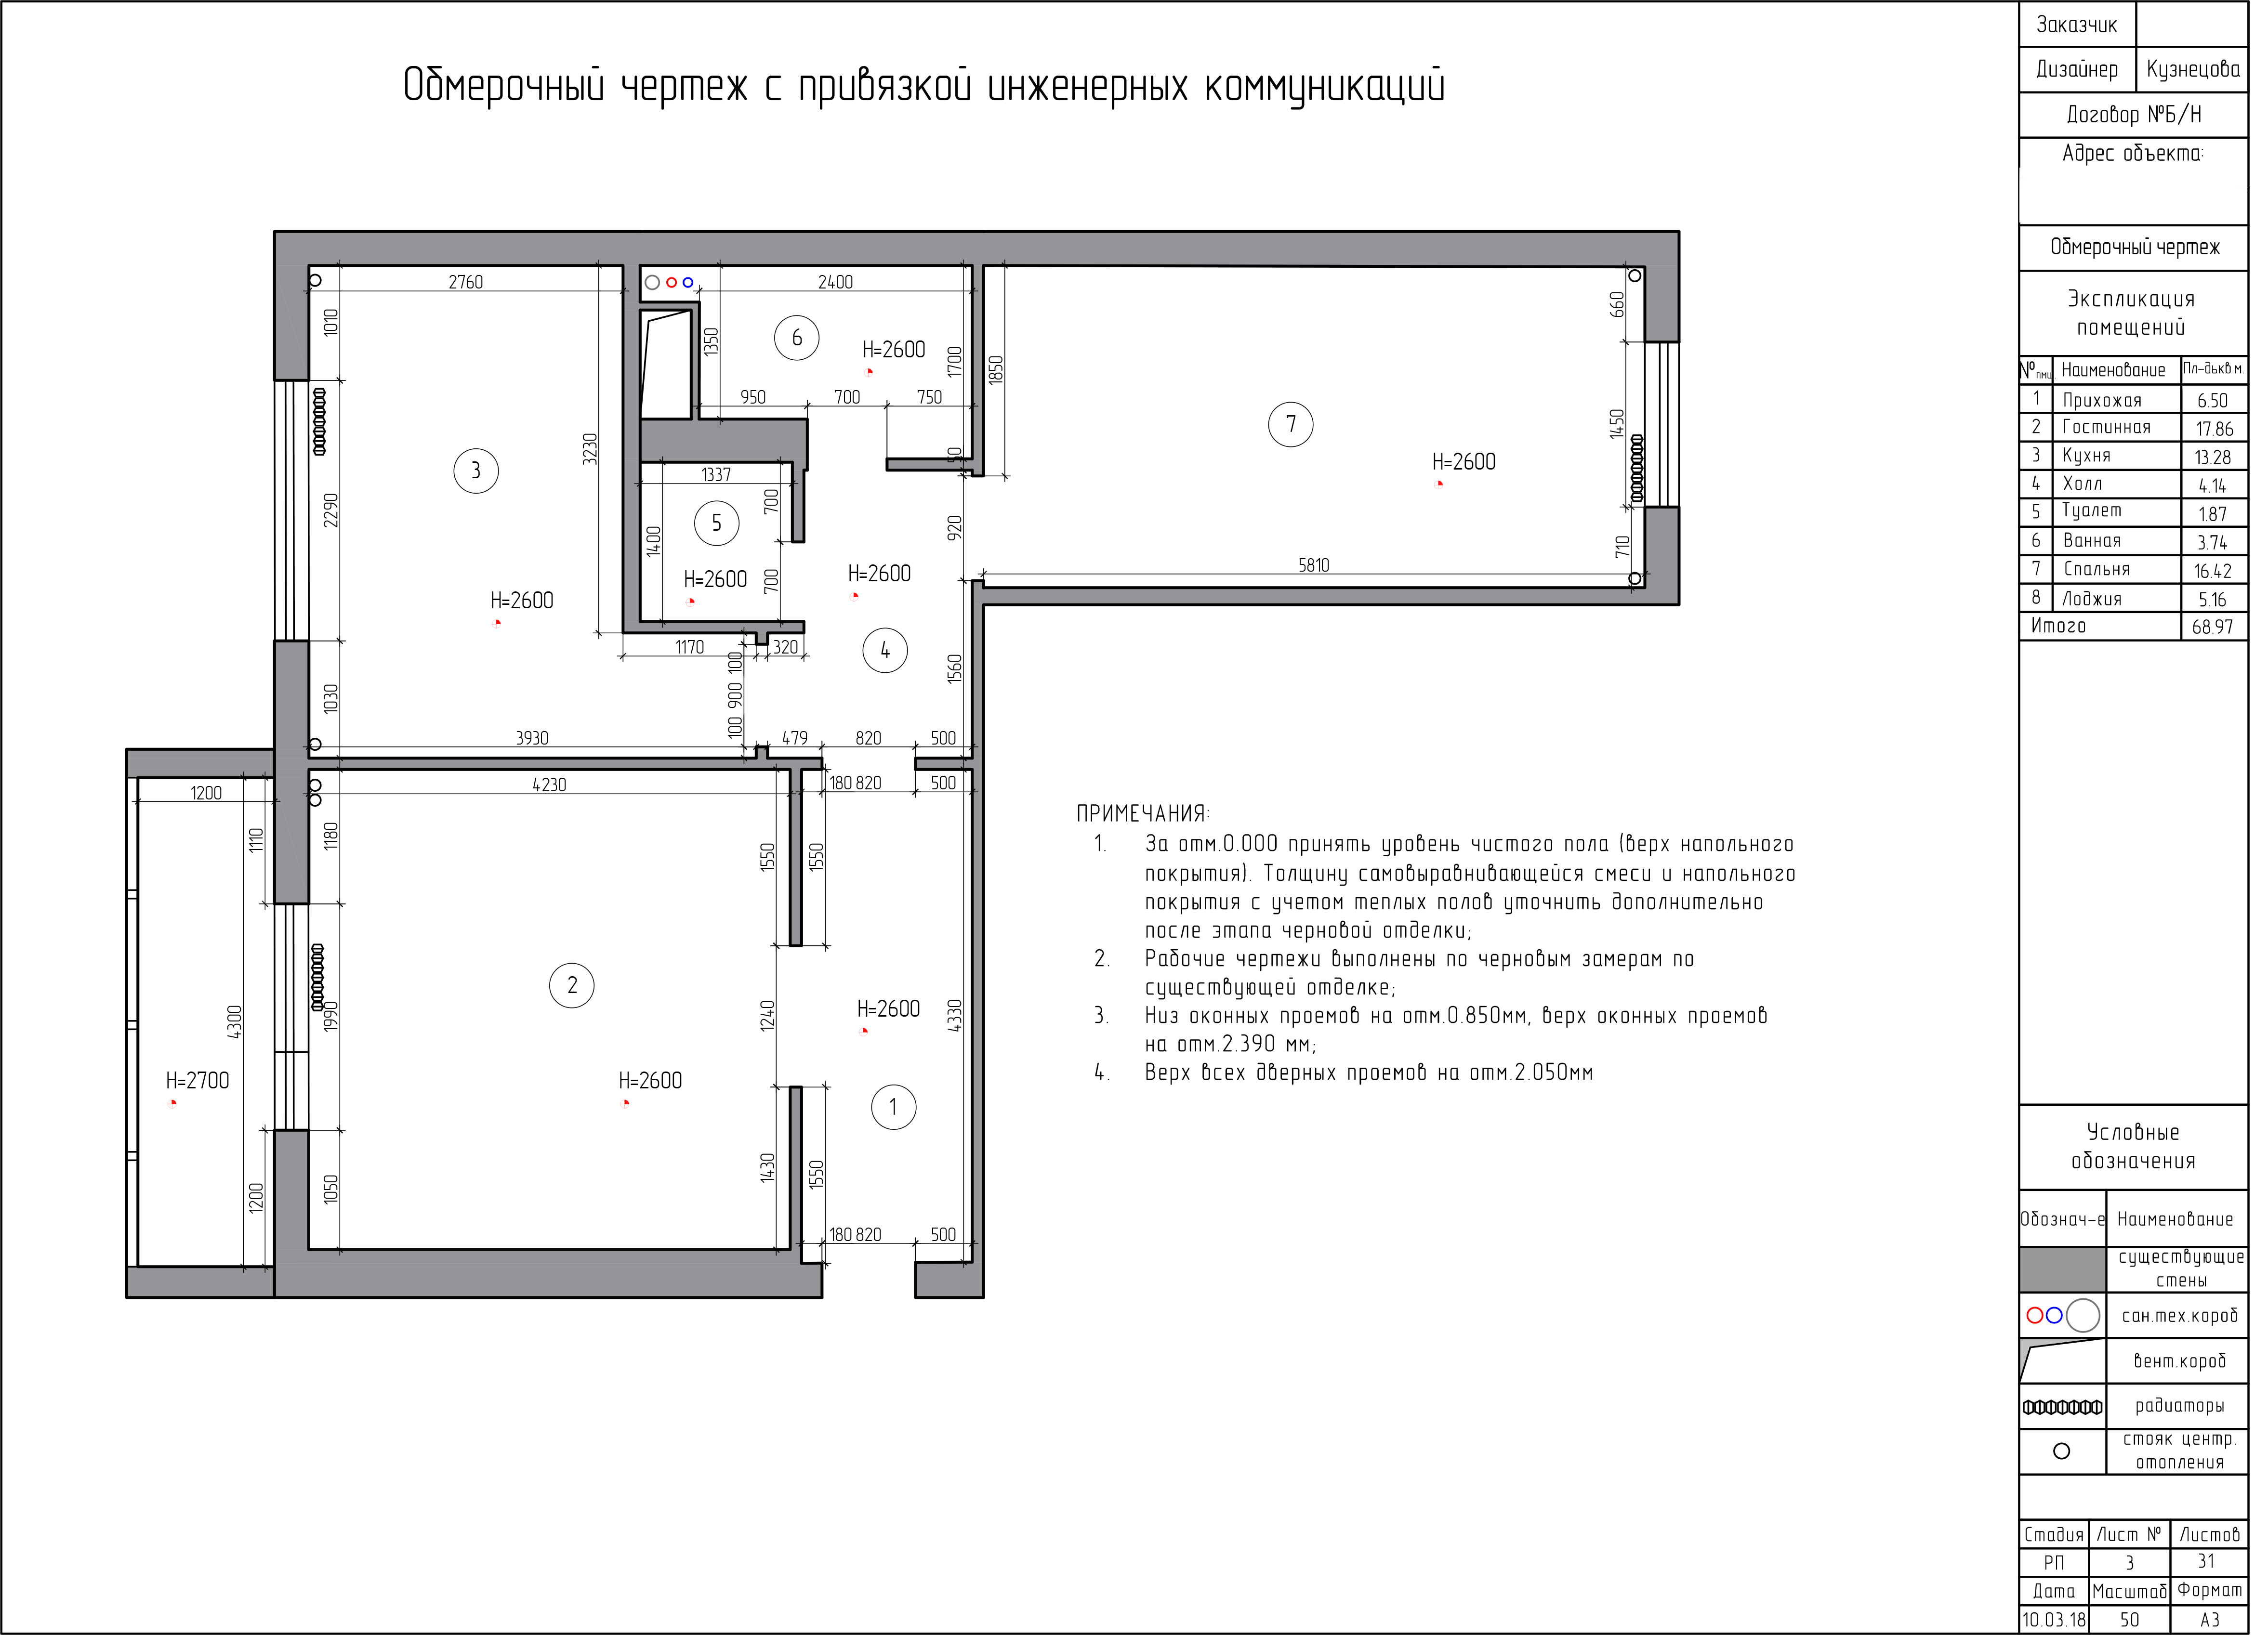 Обмерочный чертеж с привязкой инженерных коммуникаций
2760
2400
1010
1350
6
H=2600
1700
1850
660
950
700
750
3
2290
3230
7
H=2600
1450
50
1337
700
5
1400
H=2600
700
920
H=2600
710
5810
H=2600
1170
320
4
100
900
100
1560
1030
3930
479
820
500
1200
4230
180
820
500
1110
1180
1550
1550
2
4300
1990
1240
H=2600
4330
H=2700
H=2600
1
1200
1050
1430
1550
180
820
500
ПРИМЕЧАНИЯ:
1. За отм.0.000 принять уровень чистого пола (верх напольного
покрытия). Толщину самовыравнивающейся смеси и напольного
покрытия с учетом теплых полов уточнить дополнительно
после этапа черновой отделки;
2. Рабочие чертежи выполнены по черновым замерам по
существующей отделке;
3. Низ оконных проемов на отм.0.850мм, верх оконных проемов
на отм.2.390 мм;
4. Верх всех дверных проемов на отм.2.050мм
Заказчик
Дизайнер Кузнецова
Договор №Б/Н
Адрес объекта:
Обмерочный чертеж
Экспликация
помещений
№пмщ Наименование Пл-дькв.м.
1 Прихожая 6.50
2 Гостинная 17.86
3 Кухня 13.28
4 Холл 4.14
5 Туалет 1.87
6 Ванная 3.74
7 Спальня 16.42
8 Лоджия 5.16
Итого 68.97
Условные
обозначения
Обознач-е Наименование
существующие
стены
сан.тех.короб
вент.короб
радиаторы
стояк центр.
отопления
Стадия Лист № Листов
РП 3 31
Дата Масштаб Формат
10.03.18 50 А3